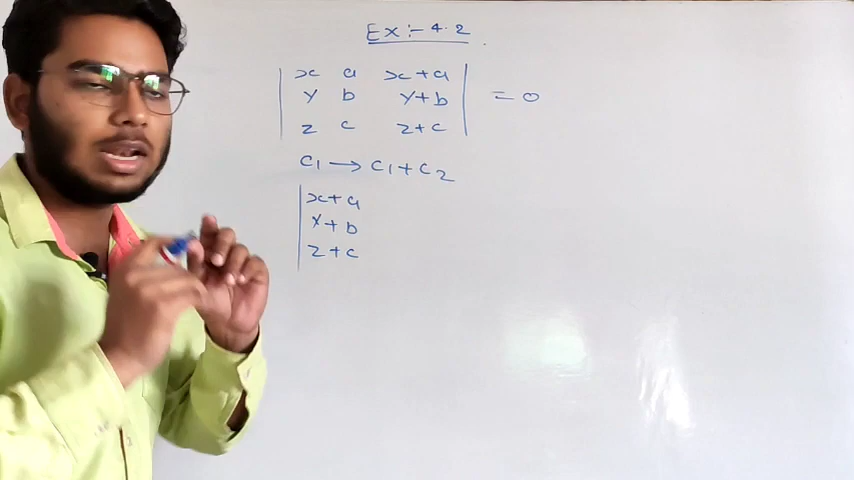 Ex:- 4.2
| x a x+a |
| y b y+b | = 0
| z c z+c |
C1 → C1+C2
| x+a
| y+b
| z+c